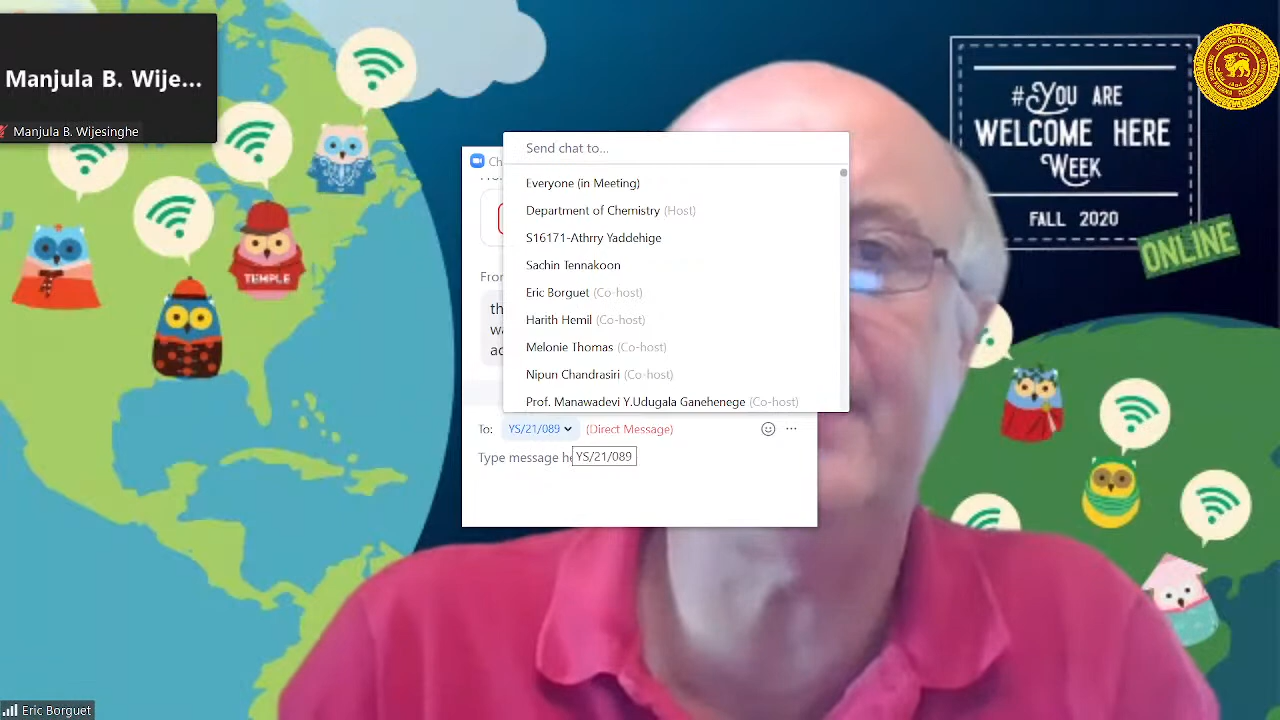 Manjula B. Wije...
Manjula B. Wijesinghe
TEMPLE
#YOU ARE
WELCOME HERE
WEEK
FALL 2020
ONLINE
Send chat to...
Everyone (in Meeting)
Department of Chemistry (Host)
S16171-Athrry Yaddehige
Sachin Tennakoon
Eric Borguet (Co-host)
Harith Hemil (Co-host)
Melonie Thomas (Co-host)
Nipun Chandrasiri (Co-host)
Prof. Manawadevi Y.Udugala Ganehenege (Co-host)
To: YS/21/089 (Direct Message)
Type message
YS/21/089
Eric Borguet